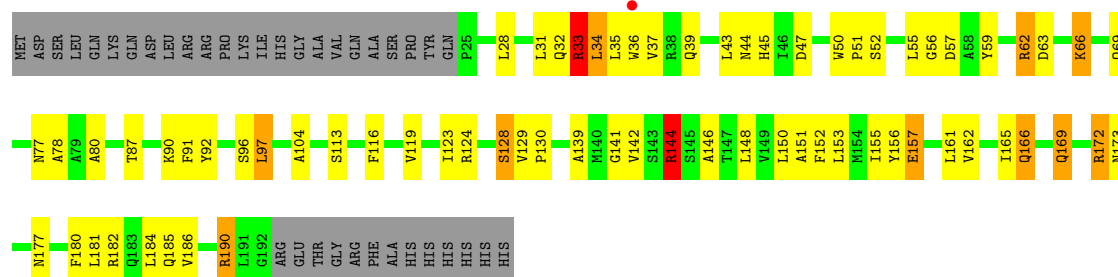 MET ASP SER LEU GLN LYS GLN ASP LEU ARG ARG PRO LYS ILE HIS GLY ALA VAL GLN ALA SER PRO TYR GLN P25 L28 L31 Q32 R33 L34 L35 W36 V37 R38 Q39 L43 N44 H45 I46 D47 W50 P51 S52 L55 G56 D57 A58 Y59 R62 D63 K66
N77 A78 A79 A80 T87 K90 F91 Y92 S96 L97 A104 S113 F116 V119 I123 R124 S128 V129 P130 A139 M140 G141 V142 S143 R144 S145 A146 T147 L148 V149 L150 A151 F152 L153 M154 I155 Y156 E157 L161 V162 I165 Q166 Q169 R172
N177 F180 L181 R182 Q183 L184 Q185 V186 R190 L191 G192 ARG GLU THR GLY ARG PHE ALA HIS HIS HIS HIS HIS HIS